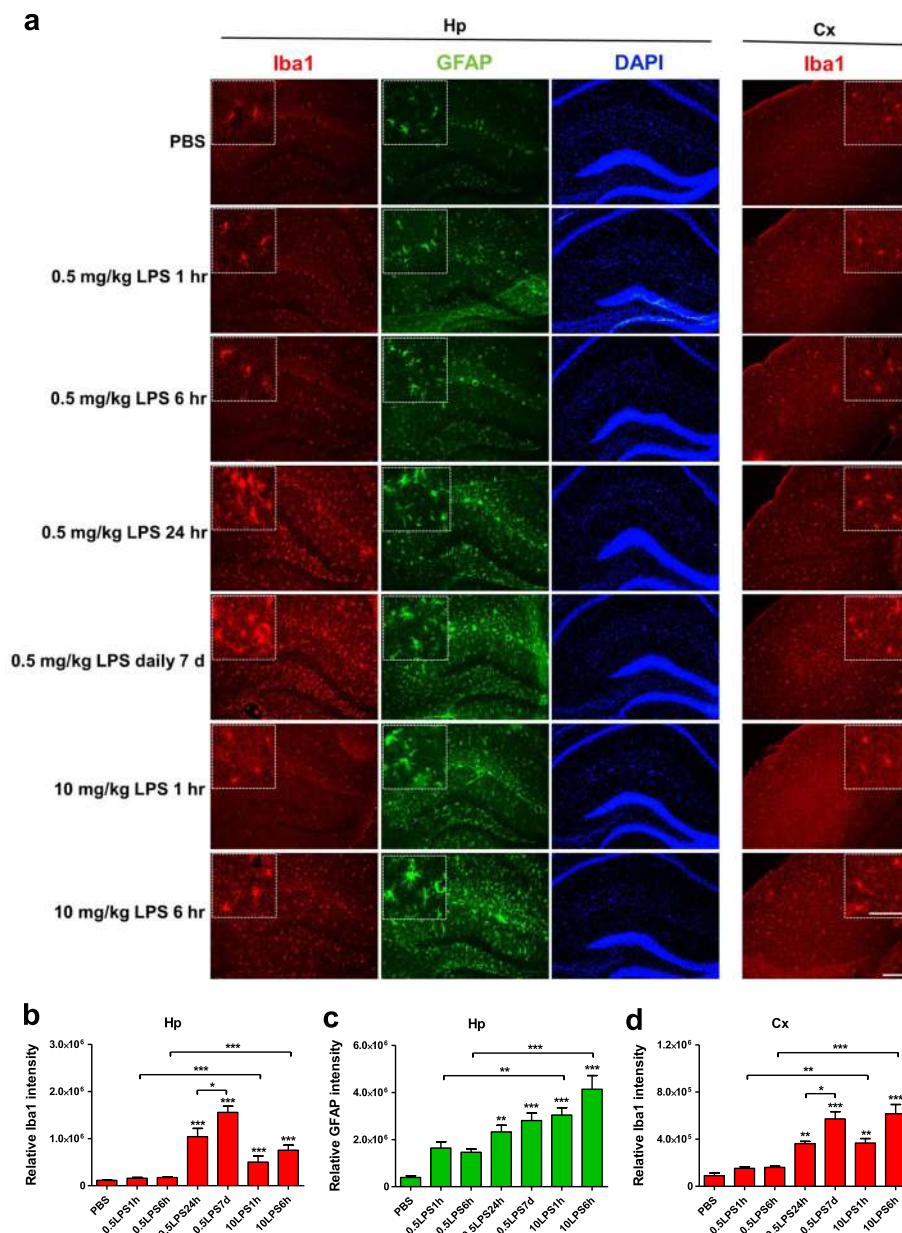 a
Hp
Cx
Iba1 GFAP DAPI Iba1
PBS
0.5 mg/kg LPS 1 hr
0.5 mg/kg LPS 6 hr
0.5 mg/kg LPS 24 hr
0.5 mg/kg LPS daily 7 d
10 mg/kg LPS 1 hr
10 mg/kg LPS 6 hr
b
Hp
Relative Iba1 intensity
3.0×10⁶
2.0×10⁶
1.0×10⁶
0
***
***
*
***
***
***
***
PBS
0.5LPS1h
0.5LPS6h
0.5LPS24h
0.5LPS7d
10LPS1h
10LPS6h
c
Hp
Relative GFAP intensity
6.0×10⁶
4.0×10⁶
2.0×10⁶
0
***
**
**
***
***
***
PBS
0.5LPS1h
0.5LPS6h
0.5LPS24h
0.5LPS7d
10LPS1h
10LPS6h
d
Cx
Relative Iba1 intensity
1.2×10⁶
8.0×10⁵
4.0×10⁵
0
***
**
*
**
***
**
***
PBS
0.5LPS1h
0.5LPS6h
0.5LPS24h
0.5LPS7d
10LPS1h
10LPS6h